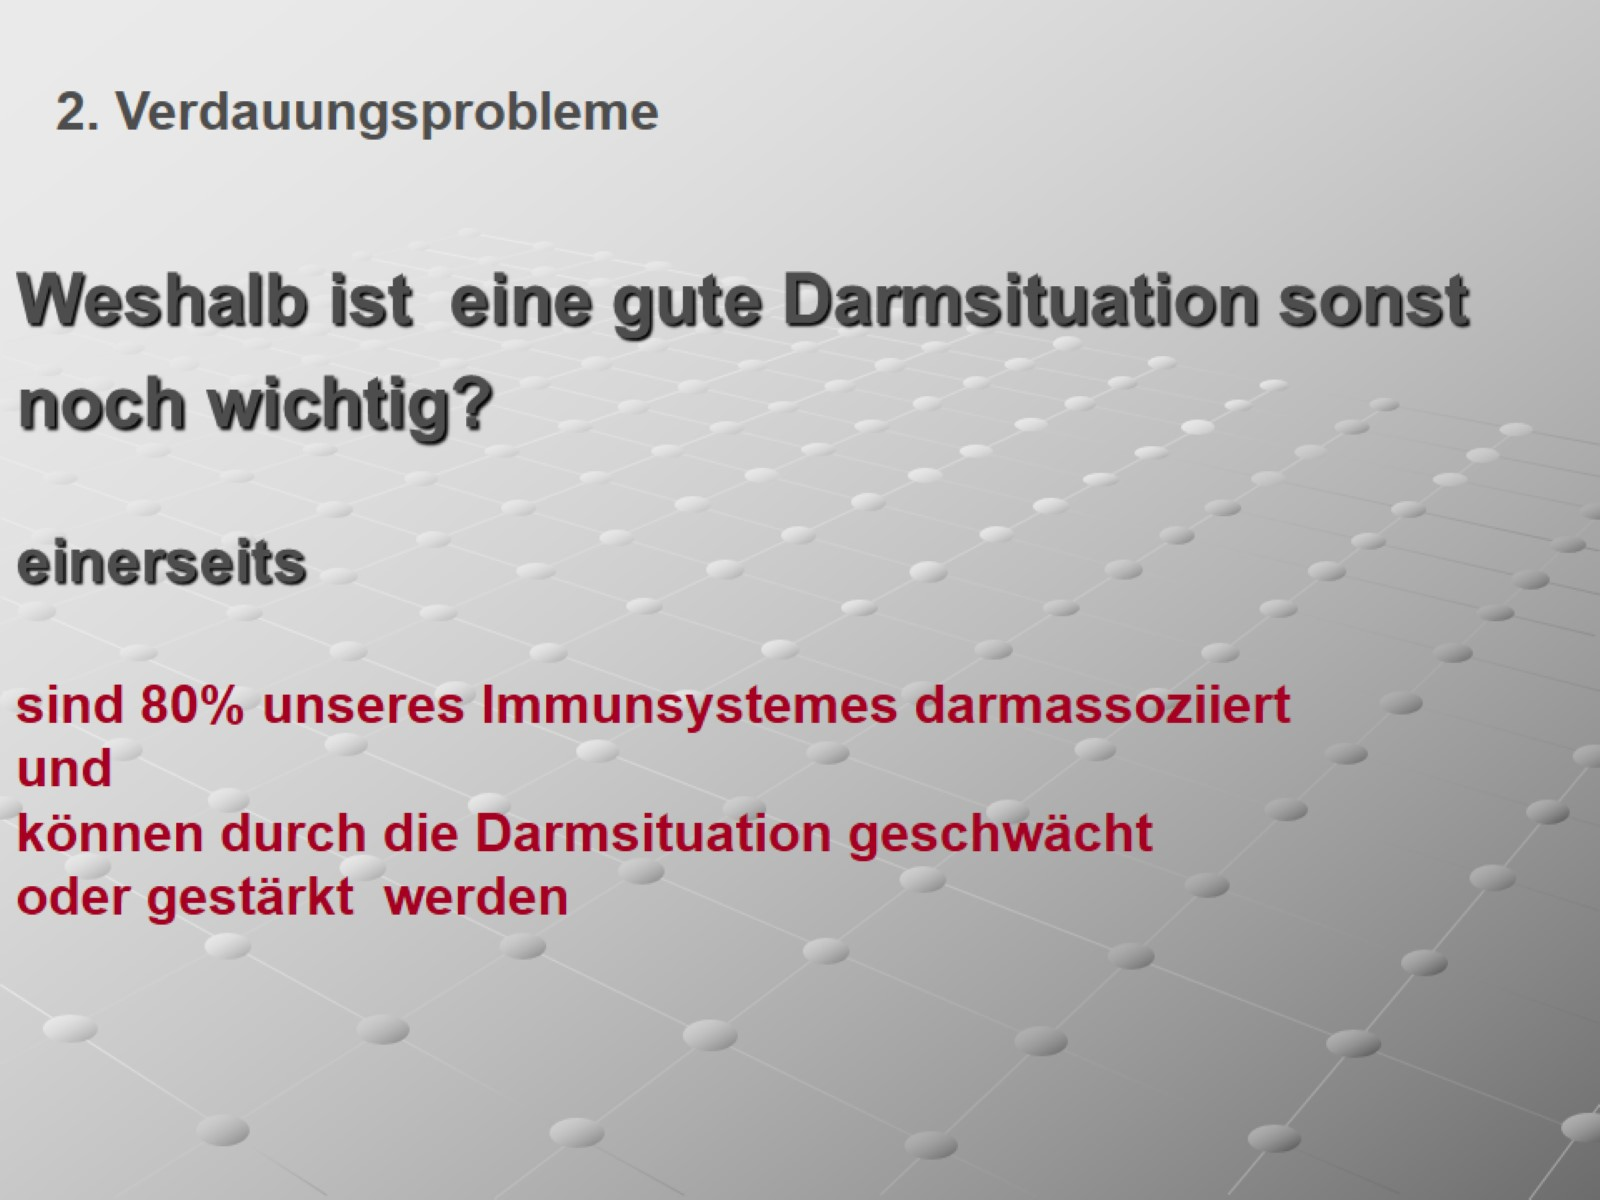 2. Verdauungsprobleme
Weshalb ist  eine gute Darmsituation sonst
noch wichtig?
einerseits
sind 80% unseres Immunsystemes darmassoziiert
und
können durch die Darmsituation geschwächt
oder gestärkt  werden